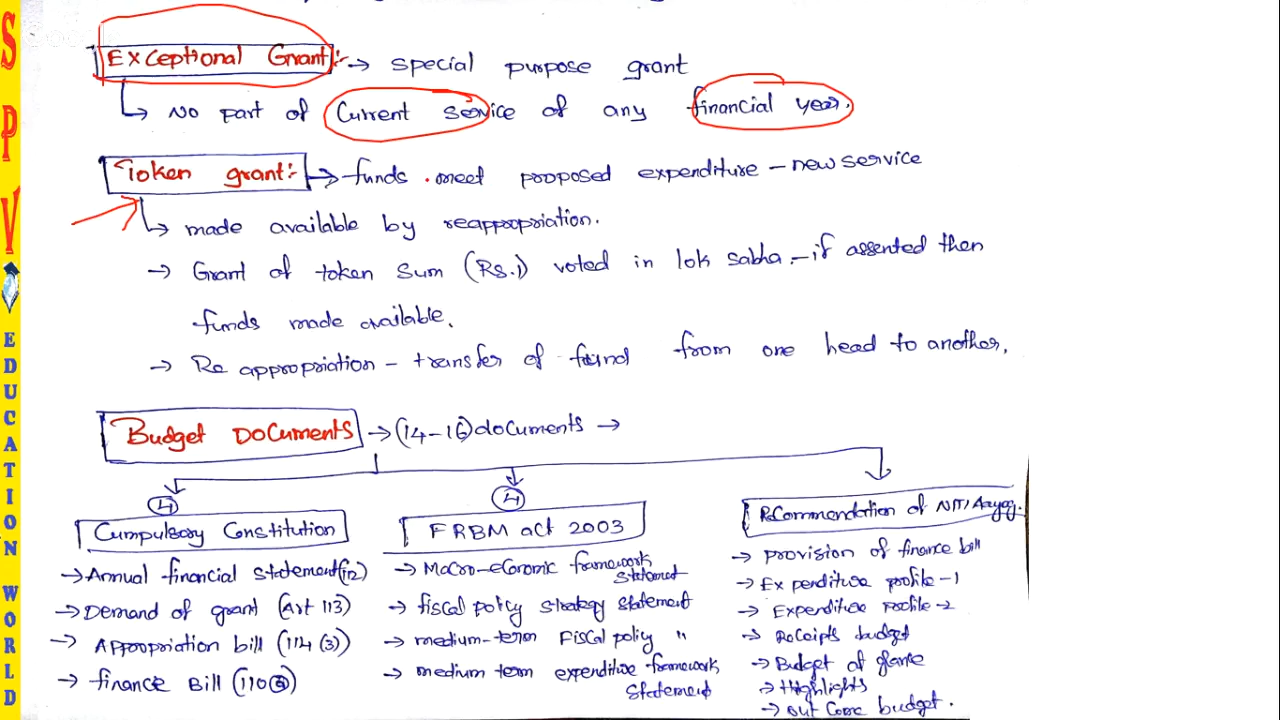 SPV EDUCATION WORLD
Exceptional Grant :- → special purpose grant
↳ No part of Current service of any financial year.
Token grant :- → funds meet proposed expenditure – new service
↳ made available by reappropriation.
→ Grant of token sum (Rs.1) voted in lok sabha – if assented then
funds made available.
→ Re appropriation – transfer of fund from one head to another.
Budget Documents → (14-16) documents →
4 4
Cumpulsory Constitution
→ Annual financial statement (112)
→ Demand of grant (Art 113)
→ Appropriation bill (114 (3))
→ finance Bill (110 (a))
FRBM act 2003
→ Macro-economic framework
statement
→ fiscal policy strategy statement
→ medium-term fiscal policy "
→ medium term expenditure framework
statement
Recommendation of NITI Aayog.
→ provision of finance bill
→ Expenditure profile - 1
→ Expenditure profile - 2
→ Receipts budget
→ Budget at glance
→ Highlights
→ out Come budget.